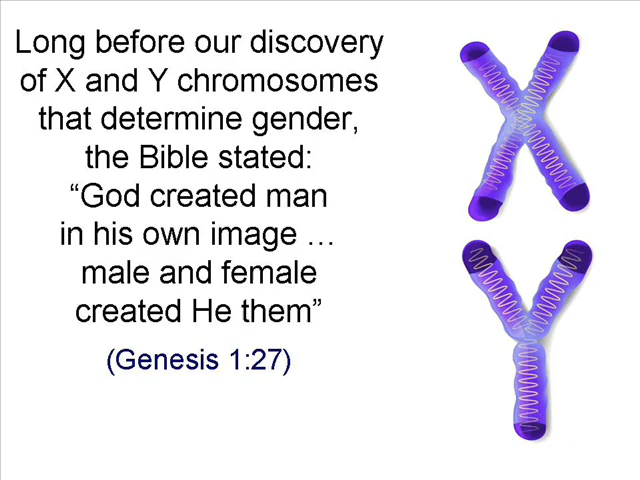 Long before our discovery
of X and Y chromosomes
that determine gender,
the Bible stated:
“God created man
in his own image …
male and female
created He them”
(Genesis 1:27)